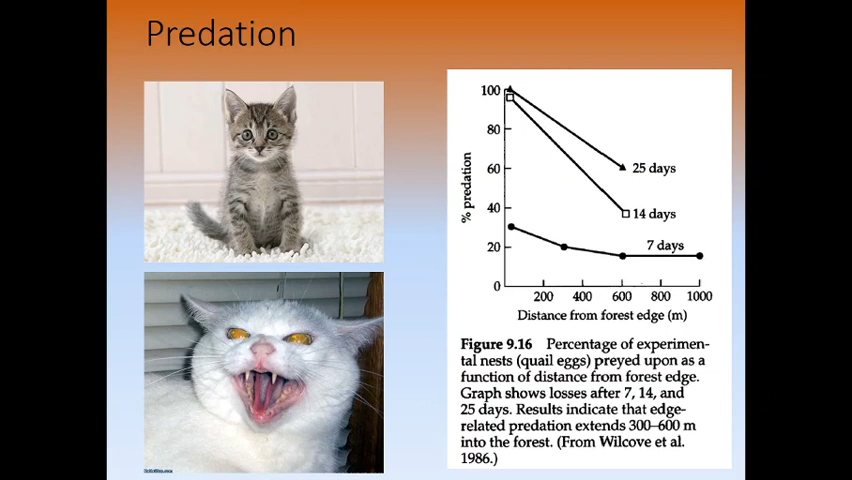 Predation
100
80
60
40
20
0
% predation
25 days
14 days
7 days
200 400 600 800 1000
Distance from forest edge (m)
Figure 9.16 Percentage of experimen-
tal nests (quail eggs) preyed upon as a
function of distance from forest edge.
Graph shows losses after 7, 14, and
25 days. Results indicate that edge-
related predation extends 300–600 m
into the forest. (From Wilcove et al.
1986.)